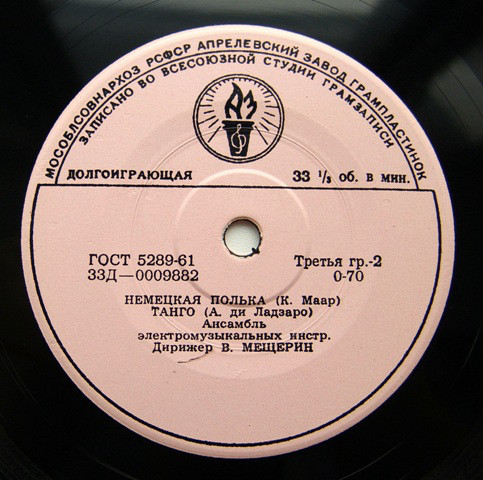 МОСОБЛСОВНАРХОЗ РСФСР АПРЕЛЕВСКИЙ ЗАВОД ГРАМПЛАСТИНОК
ЗАПИСАНО ВО ВСЕСОЮЗНОЙ СТУДИИ ГРАМЗАПИСИ
АЗ
ДОЛГОИГРАЮЩАЯ 33 ⅓ об. в мин.
ГОСТ 5289-61 Третья гр.-2
33Д—0009882 0-70
НЕМЕЦКАЯ ПОЛЬКА (К. Маар)
ТАНГО (А. ди Ладзаро)
Ансамбль
электромузыкальных инстр.
Дирижер В. МЕЩЕРИН